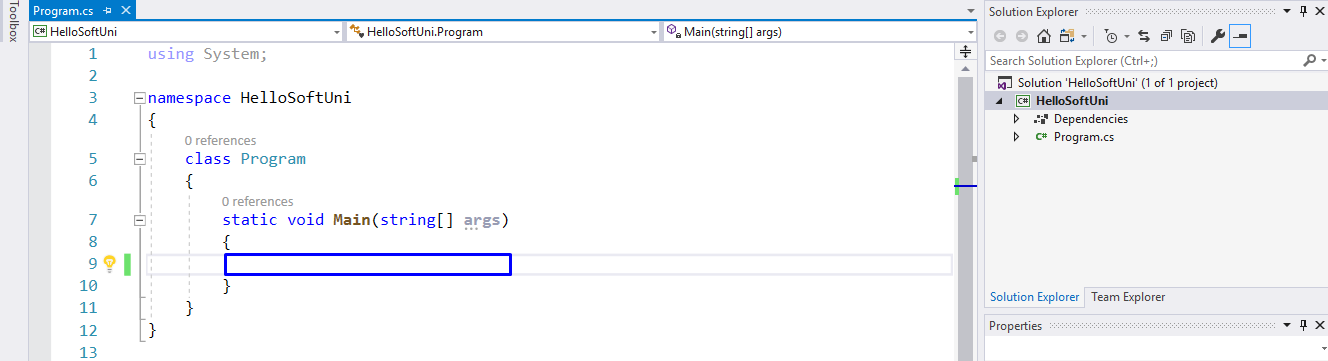 Toolbox
Program.cs
HelloSoftUni
HelloSoftUni.Program
Main(string[] args)
1 using System;
2
3 namespace HelloSoftUni
4 {
0 references
5 class Program
6 {
0 references
7 static void Main(string[] args)
8 {
9
10 }
11 }
12 }
13
Solution Explorer
Search Solution Explorer (Ctrl+;)
Solution 'HelloSoftUni' (1 of 1 project)
C# HelloSoftUni
Dependencies
C# Program.cs
Solution Explorer Team Explorer
Properties